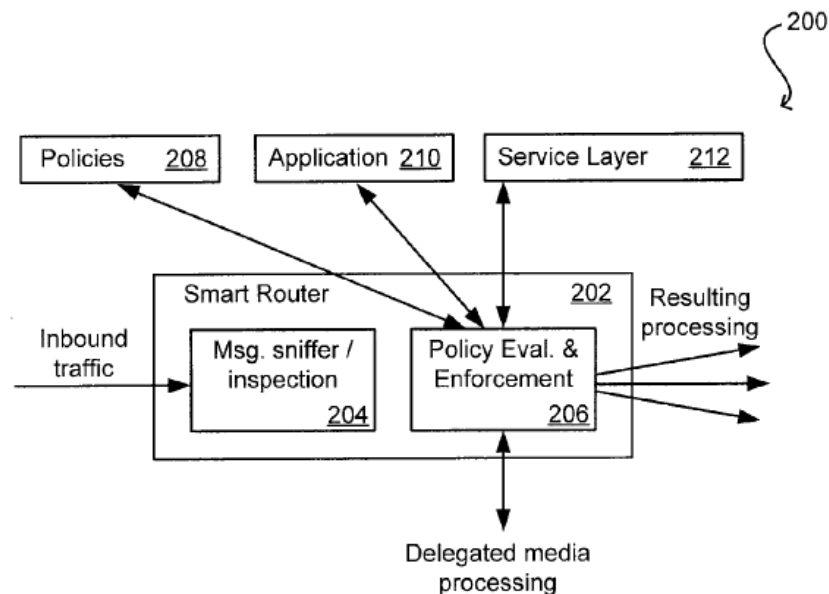 200
Policies 208
Application 210
Service Layer 212
Smart Router 202
Inbound
traffic
Msg. sniffer /
inspection
204
Policy Eval. &
Enforcement
206
Resulting
processing
Delegated media
processing